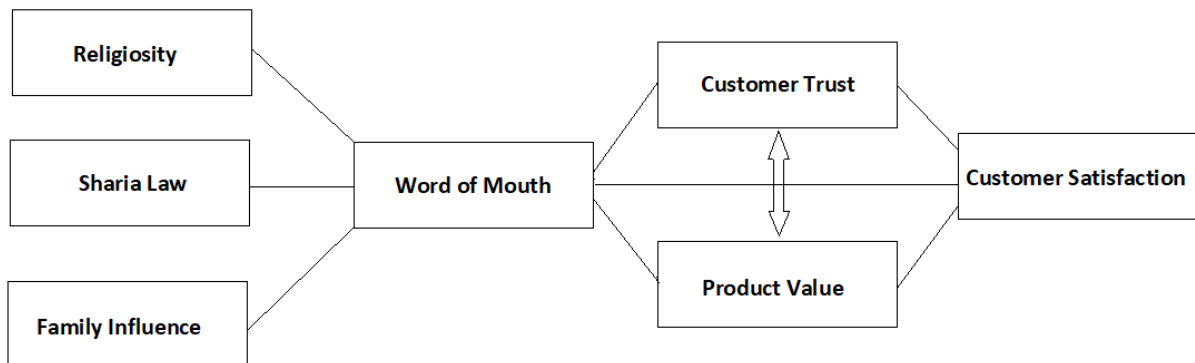 Religiosity
Customer Trust
Sharia Law
Word of Mouth
Customer Satisfaction
Product Value
Family Influence